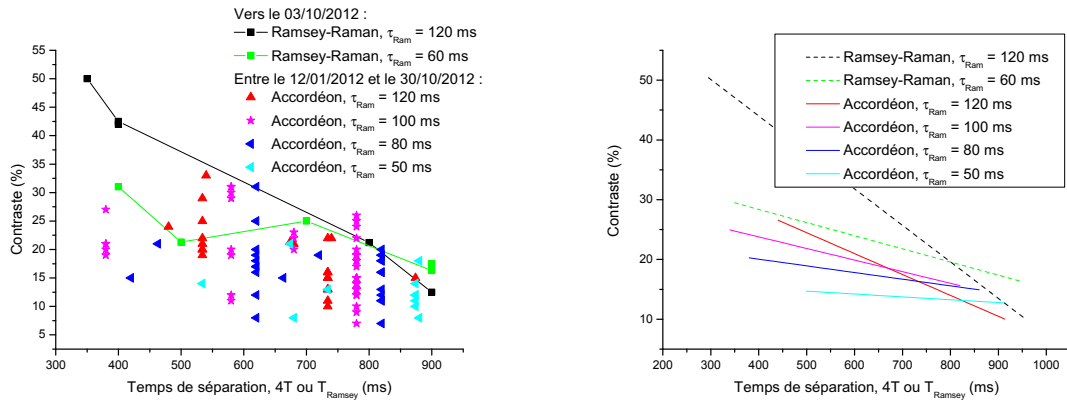 Vers le 03/10/2012 :
Ramsey-Raman, τRam = 120 ms
Ramsey-Raman, τRam = 60 ms
Entre le 12/01/2012 et le 30/10/2012 :
Accordéon, τRam = 120 ms
Accordéon, τRam = 100 ms
Accordéon, τRam = 80 ms
Accordéon, τRam = 50 ms
55
50
45
40
35
30
25
20
15
10
5
Contraste (%)
300 400 500 600 700 800 900
Temps de séparation, 4T ou TRamsey (ms)
Ramsey-Raman, τRam = 120 ms
Ramsey-Raman, τRam = 60 ms
Accordéon, τRam = 120 ms
Accordéon, τRam = 100 ms
Accordéon, τRam = 80 ms
Accordéon, τRam = 50 ms
50
40
30
20
10
Contraste (%)
200 300 400 500 600 700 800 900 1000
Temps de séparation, 4T ou TRamsey (ms)